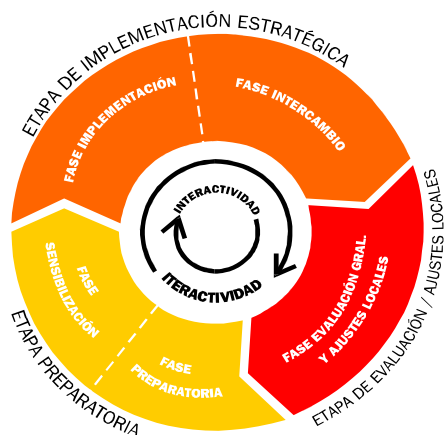 ETAPA DE IMPLEMENTACIÓN ESTRATÉGICA
FASE IMPLEMENTACIÓN
FASE INTERCAMBIO
INTERACTIVIDAD
ITERACTIVIDAD
FASE EVALUACIÓN GRAL.
Y AJUSTES LOCALES
ETAPA DE EVALUACIÓN / AJUSTES LOCALES
FASE
SENSIBILIZACIÓN
FASE
PREPARATORIA
ETAPA PREPARATORIA